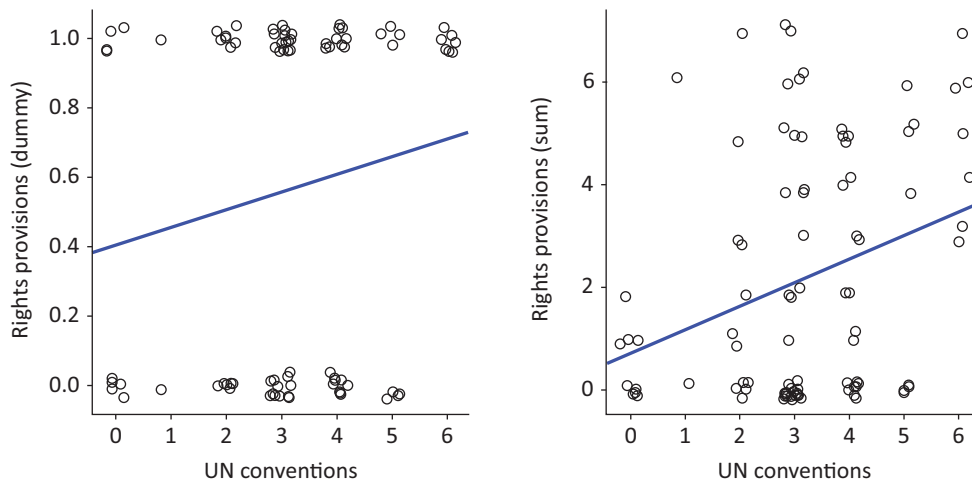 Rights provisions (dummy)
1.0
0.8
0.6
0.4
0.2
0.0
0 1 2 3 4 5 6
UN conventions
Rights provisions (sum)
6
4
2
0
0 1 2 3 4 5 6
UN conventions